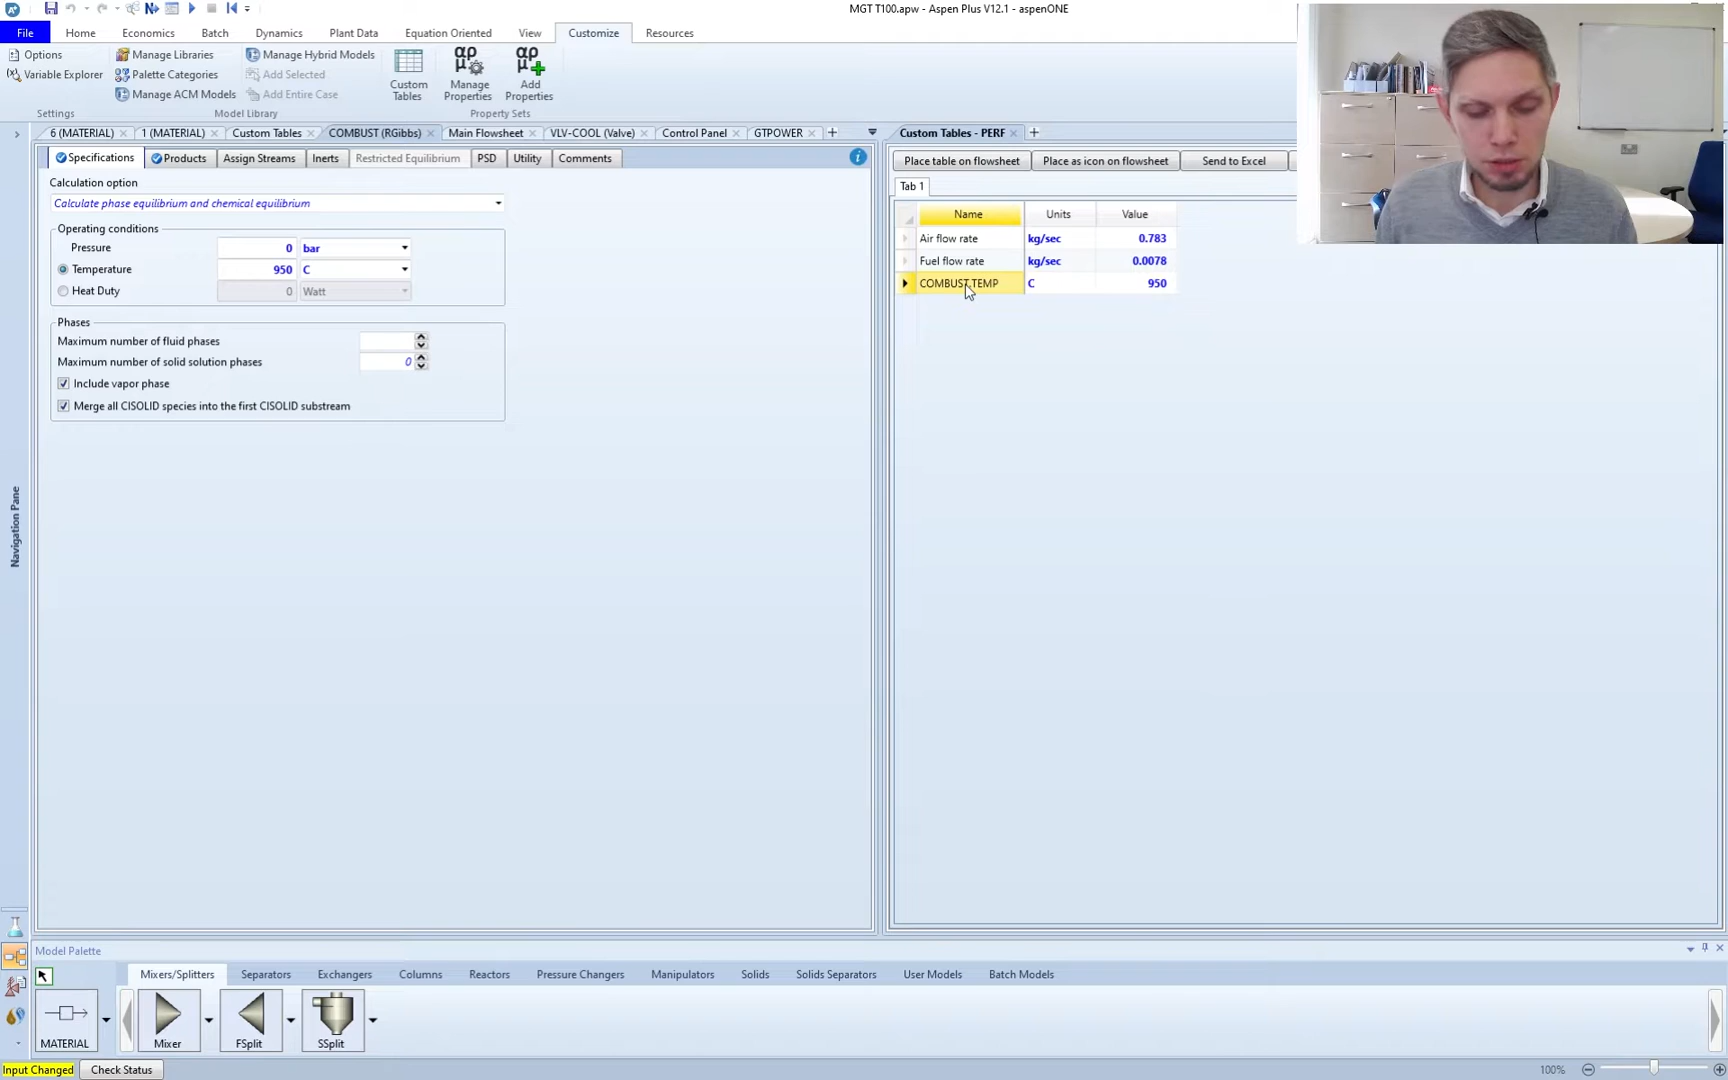 MGT T100.apw - Aspen Plus V12.1 - aspenONE
File Home Economics Batch Dynamics Plant Data Equation Oriented View Customize Resources
Options
Variable Explorer
Settings
Manage Libraries
Palette Categories
Manage ACM Models
Manage Hybrid Models
Add Selected
Add Entire Case
Model Library
Custom Tables
Manage Properties
Add Properties
Property Sets
6 (MATERIAL) 1 (MATERIAL) Custom Tables COMBUST (RGibbs) Main Flowsheet VLV-COOL (Valve) Control Panel GTPOWER
Custom Tables - PERF
Specifications Products Assign Streams Inerts Restricted Equilibrium PSD Utility Comments
Calculation option
Calculate phase equilibrium and chemical equilibrium
Operating conditions
Pressure 0 bar
Temperature 950 C
Heat Duty 0 Watt
Phases
Maximum number of fluid phases
Maximum number of solid solution phases 0
Include vapor phase
Merge all CISOLID species into the first CISOLID substream
Place table on flowsheet Place as icon on flowsheet Send to Excel
Tab 1
Name Units Value
Air flow rate kg/sec 0.783
Fuel flow rate kg/sec 0.0078
COMBUST.TEMP C 950
Navigation Pane
Model Palette
Mixers/Splitters Separators Exchangers Columns Reactors Pressure Changers Manipulators Solids Solids Separators User Models Batch Models
MATERIAL Mixer FSplit SSplit
Input Changed Check Status 100%